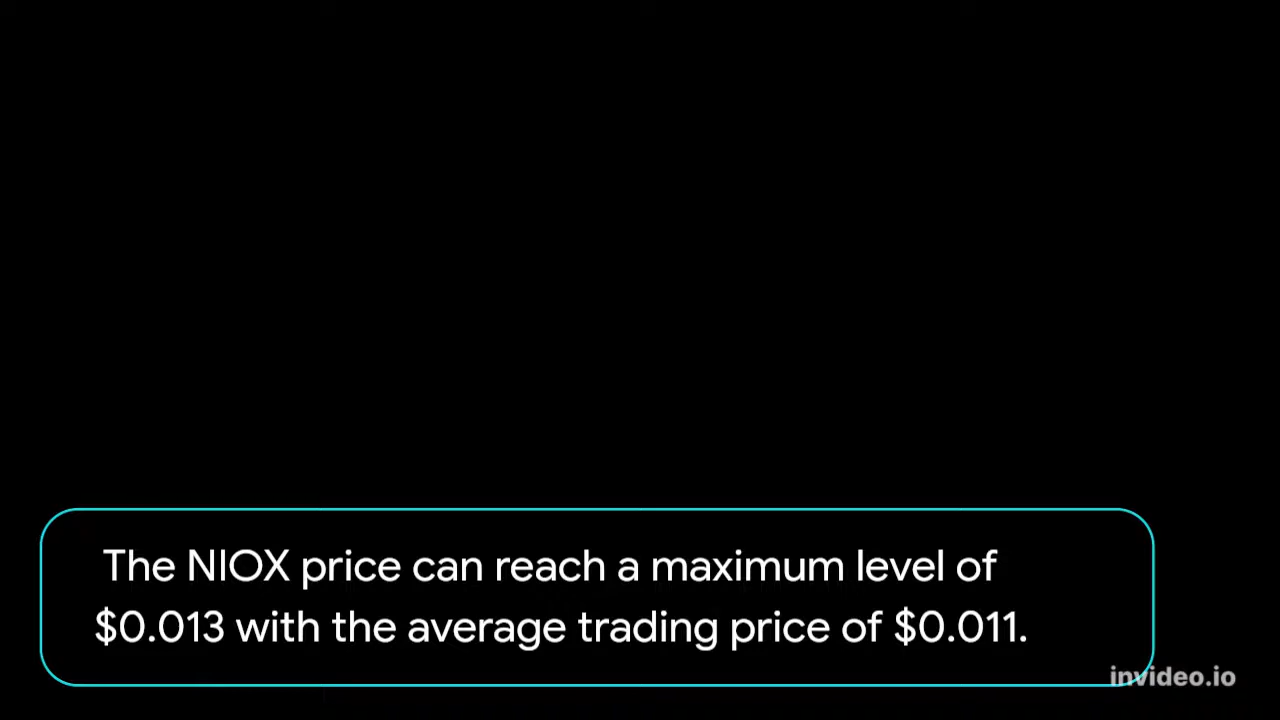 The NIOX price can reach a maximum level of
$0.013 with the average trading price of $0.011.
invideo.io